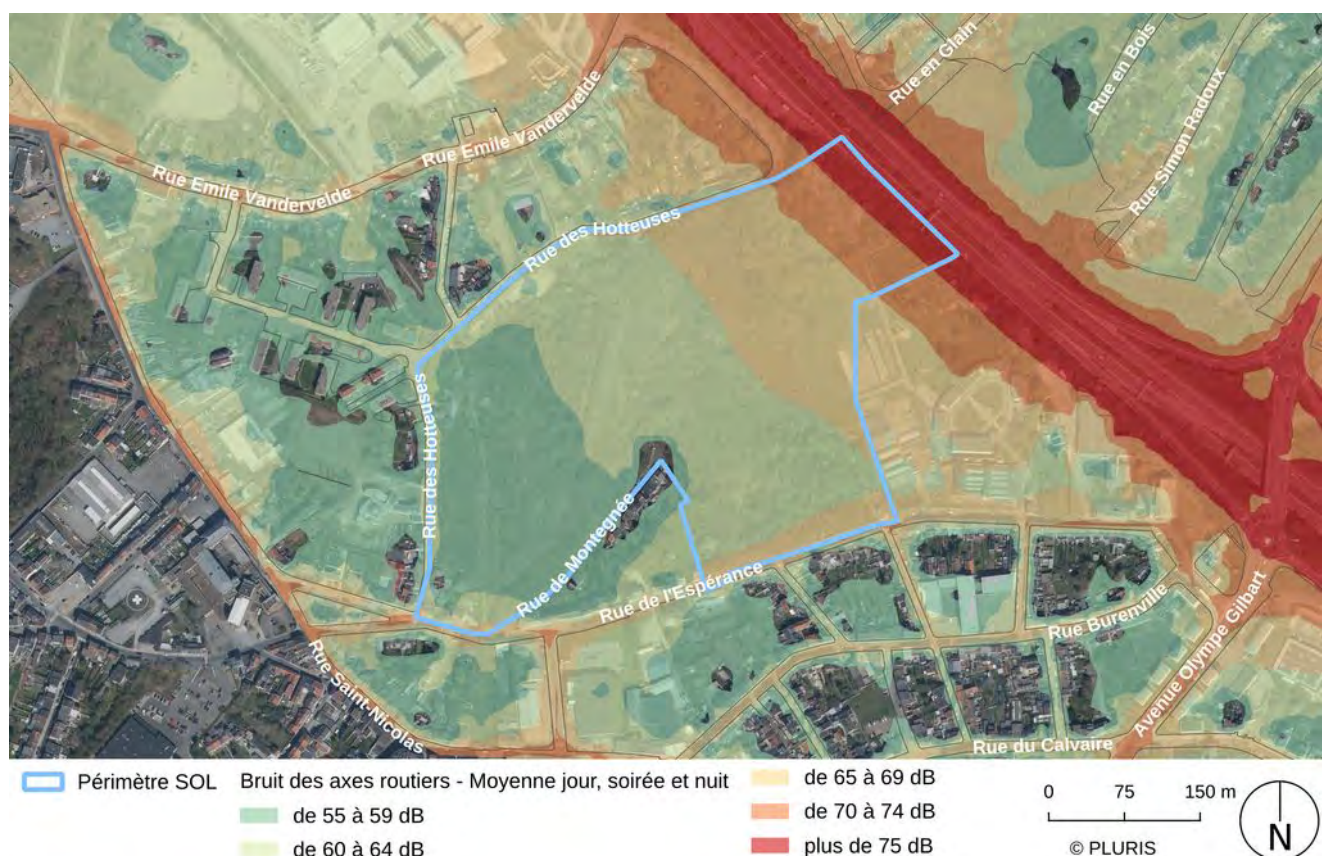 Rue en Glain
Rue en Bois
Rue Simon Radoux
Rue Emile Vandervelde
Rue Emile Vandervelde
Rue des Hotteuses
Rue des Hotteuses
Rue de Montegnée
Rue de l'Espérance
Rue Saint-Nicolas
Rue Burenville
Avenue Olympe Gilbart
Rue du Calvaire
Périmètre SOL
Bruit des axes routiers - Moyenne jour, soirée et nuit
de 55 à 59 dB
de 60 à 64 dB
de 65 à 69 dB
de 70 à 74 dB
plus de 75 dB
0 75 150 m
© PLURIS
N